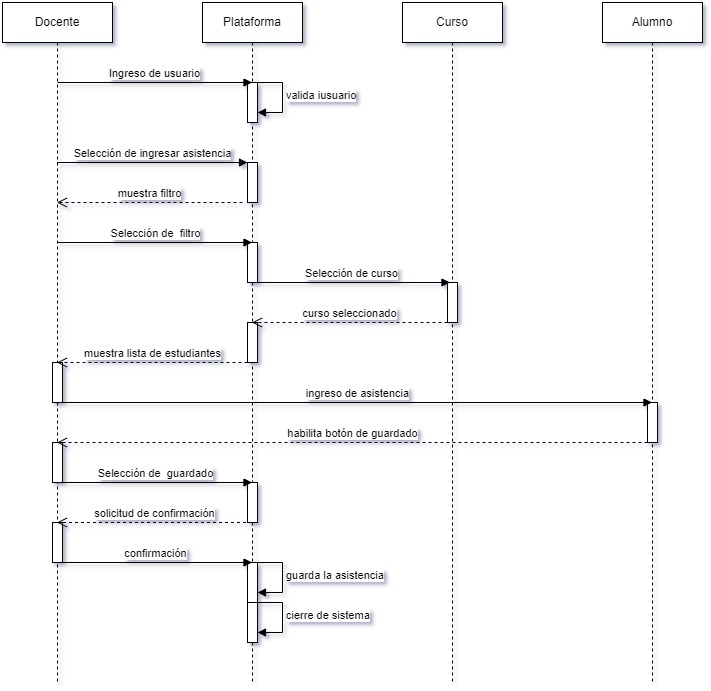 Docente
Plataforma
Curso
Alumno
Ingreso de usuario
valida iusuario
Selección de ingresar asistencia
muestra filtro
Selección de  filtro
Selección de curso
curso seleccionado
muestra lista de estudiantes
ingreso de asistencia
habilita botón de guardado
Selección de  guardado
solicitud de confirmación
confirmación
guarda la asistencia
cierre de sistema